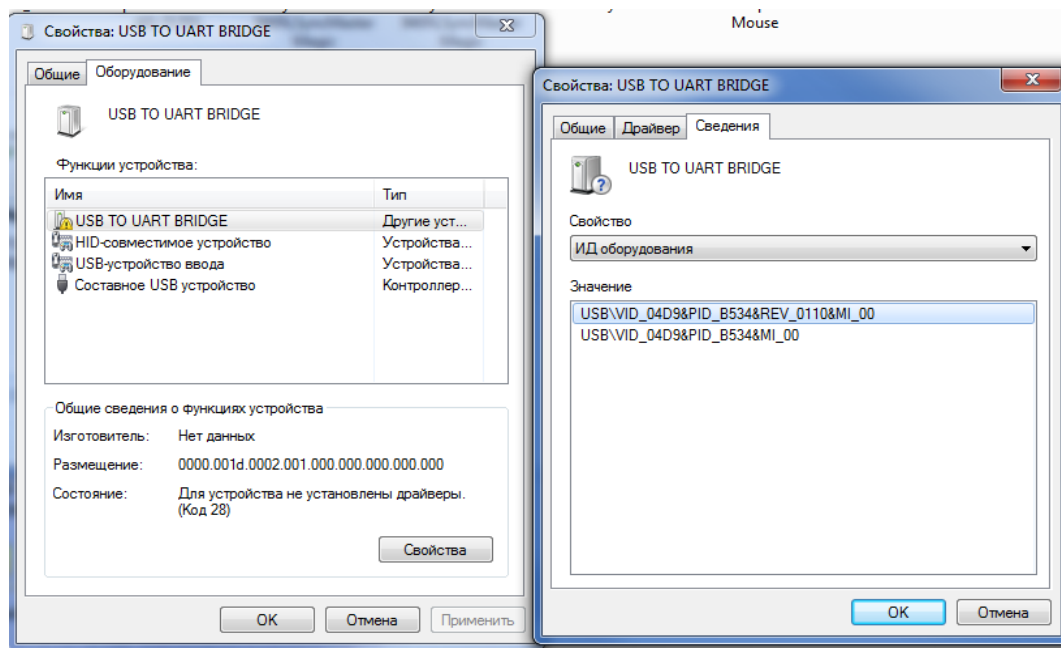 Mouse
Свойства: USB TO UART BRIDGE
Общие Оборудование
USB TO UART BRIDGE
Функции устройства:
Имя Тип
USB TO UART BRIDGE Другие уст...
HID-совместимое устройство Устройства...
USB-устройство ввода Устройства...
Составное USB устройство Контроллер...
Общие сведения о функциях устройства
Изготовитель: Нет данных
Размещение: 0000.001d.0002.001.000.000.000.000.000
Состояние: Для устройства не установлены драйверы.
(Код 28)
Свойства
OK Отмена Применить
Свойства: USB TO UART BRIDGE
Общие Драйвер Сведения
USB TO UART BRIDGE
Свойство
ИД оборудования
Значение
USB\VID_04D9&PID_B534&REV_0110&MI_00
USB\VID_04D9&PID_B534&MI_00
OK Отмена